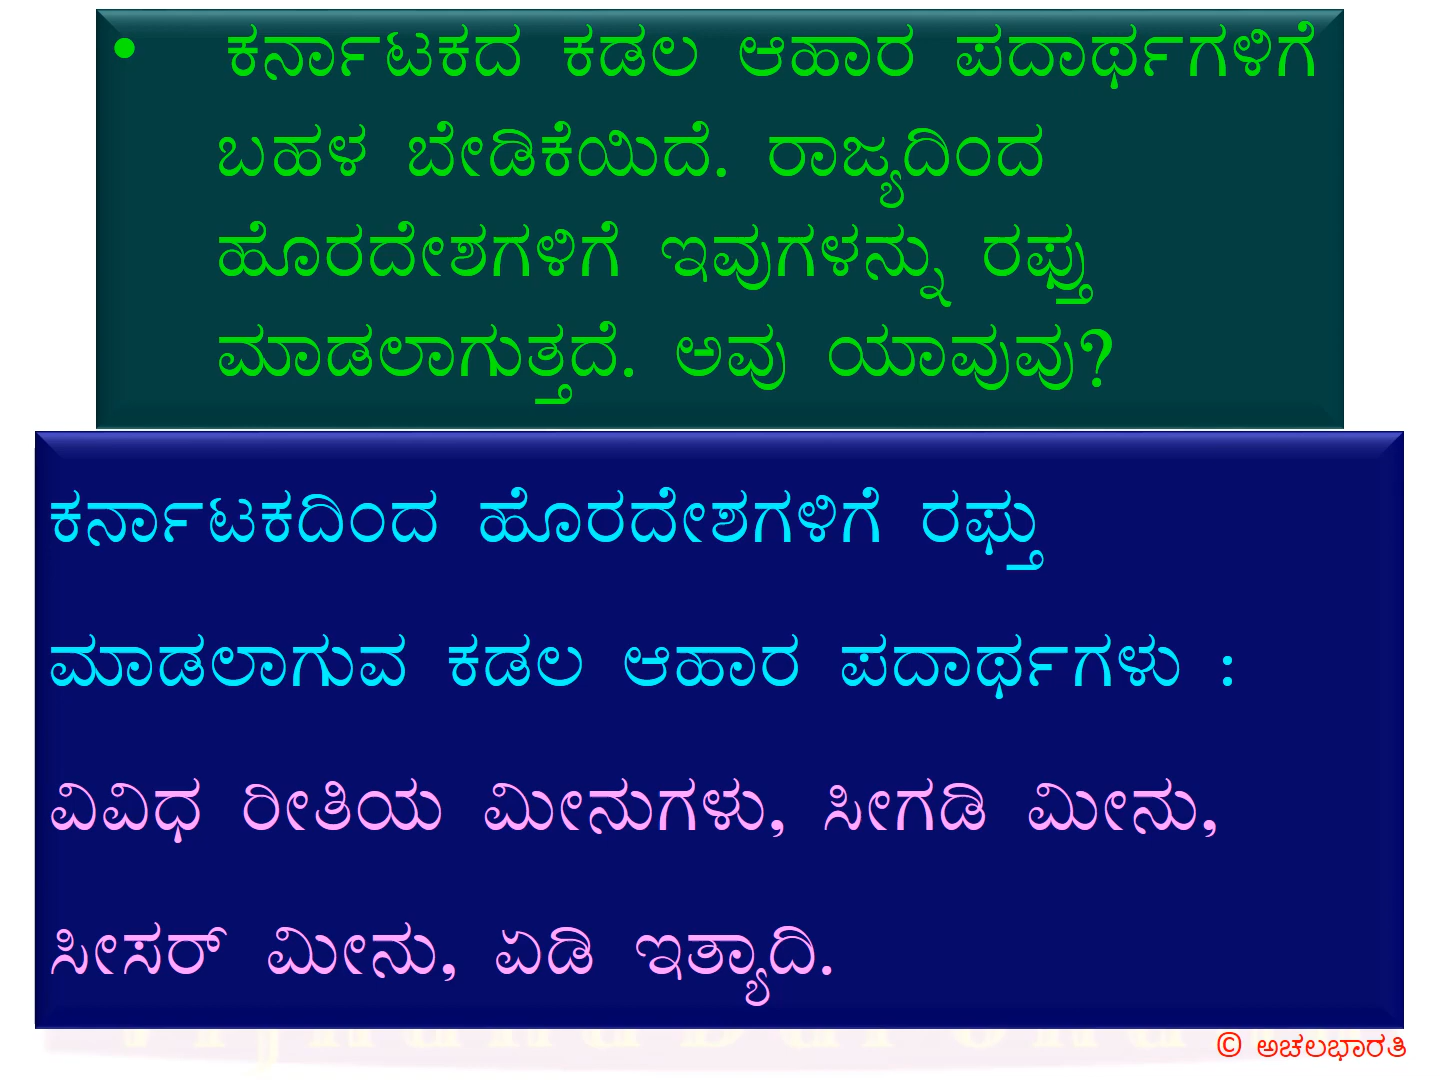 • ಕರ್ನಾಟಕದ ಕಡಲ ಆಹಾರ ಪದಾರ್ಥಗಳಿಗೆ
ಬಹಳ ಬೇಡಿಕೆಯಿದೆ. ರಾಜ್ಯದಿಂದ
ಹೊರದೇಶಗಳಿಗೆ ಇವುಗಳನ್ನು ರಫ್ತು
ಮಾಡಲಾಗುತ್ತದೆ. ಅವು ಯಾವುವು?
ಕರ್ನಾಟಕದಿಂದ ಹೊರದೇಶಗಳಿಗೆ ರಫ್ತು
ಮಾಡಲಾಗುವ ಕಡಲ ಆಹಾರ ಪದಾರ್ಥಗಳು :
ವಿವಿಧ ರೀತಿಯ ಮೀನುಗಳು, ಸೀಗಡಿ ಮೀನು,
ಸೀಸರ್ ಮೀನು, ಏಡಿ ಇತ್ಯಾದಿ.
© ಅಚಲಭಾರತಿ